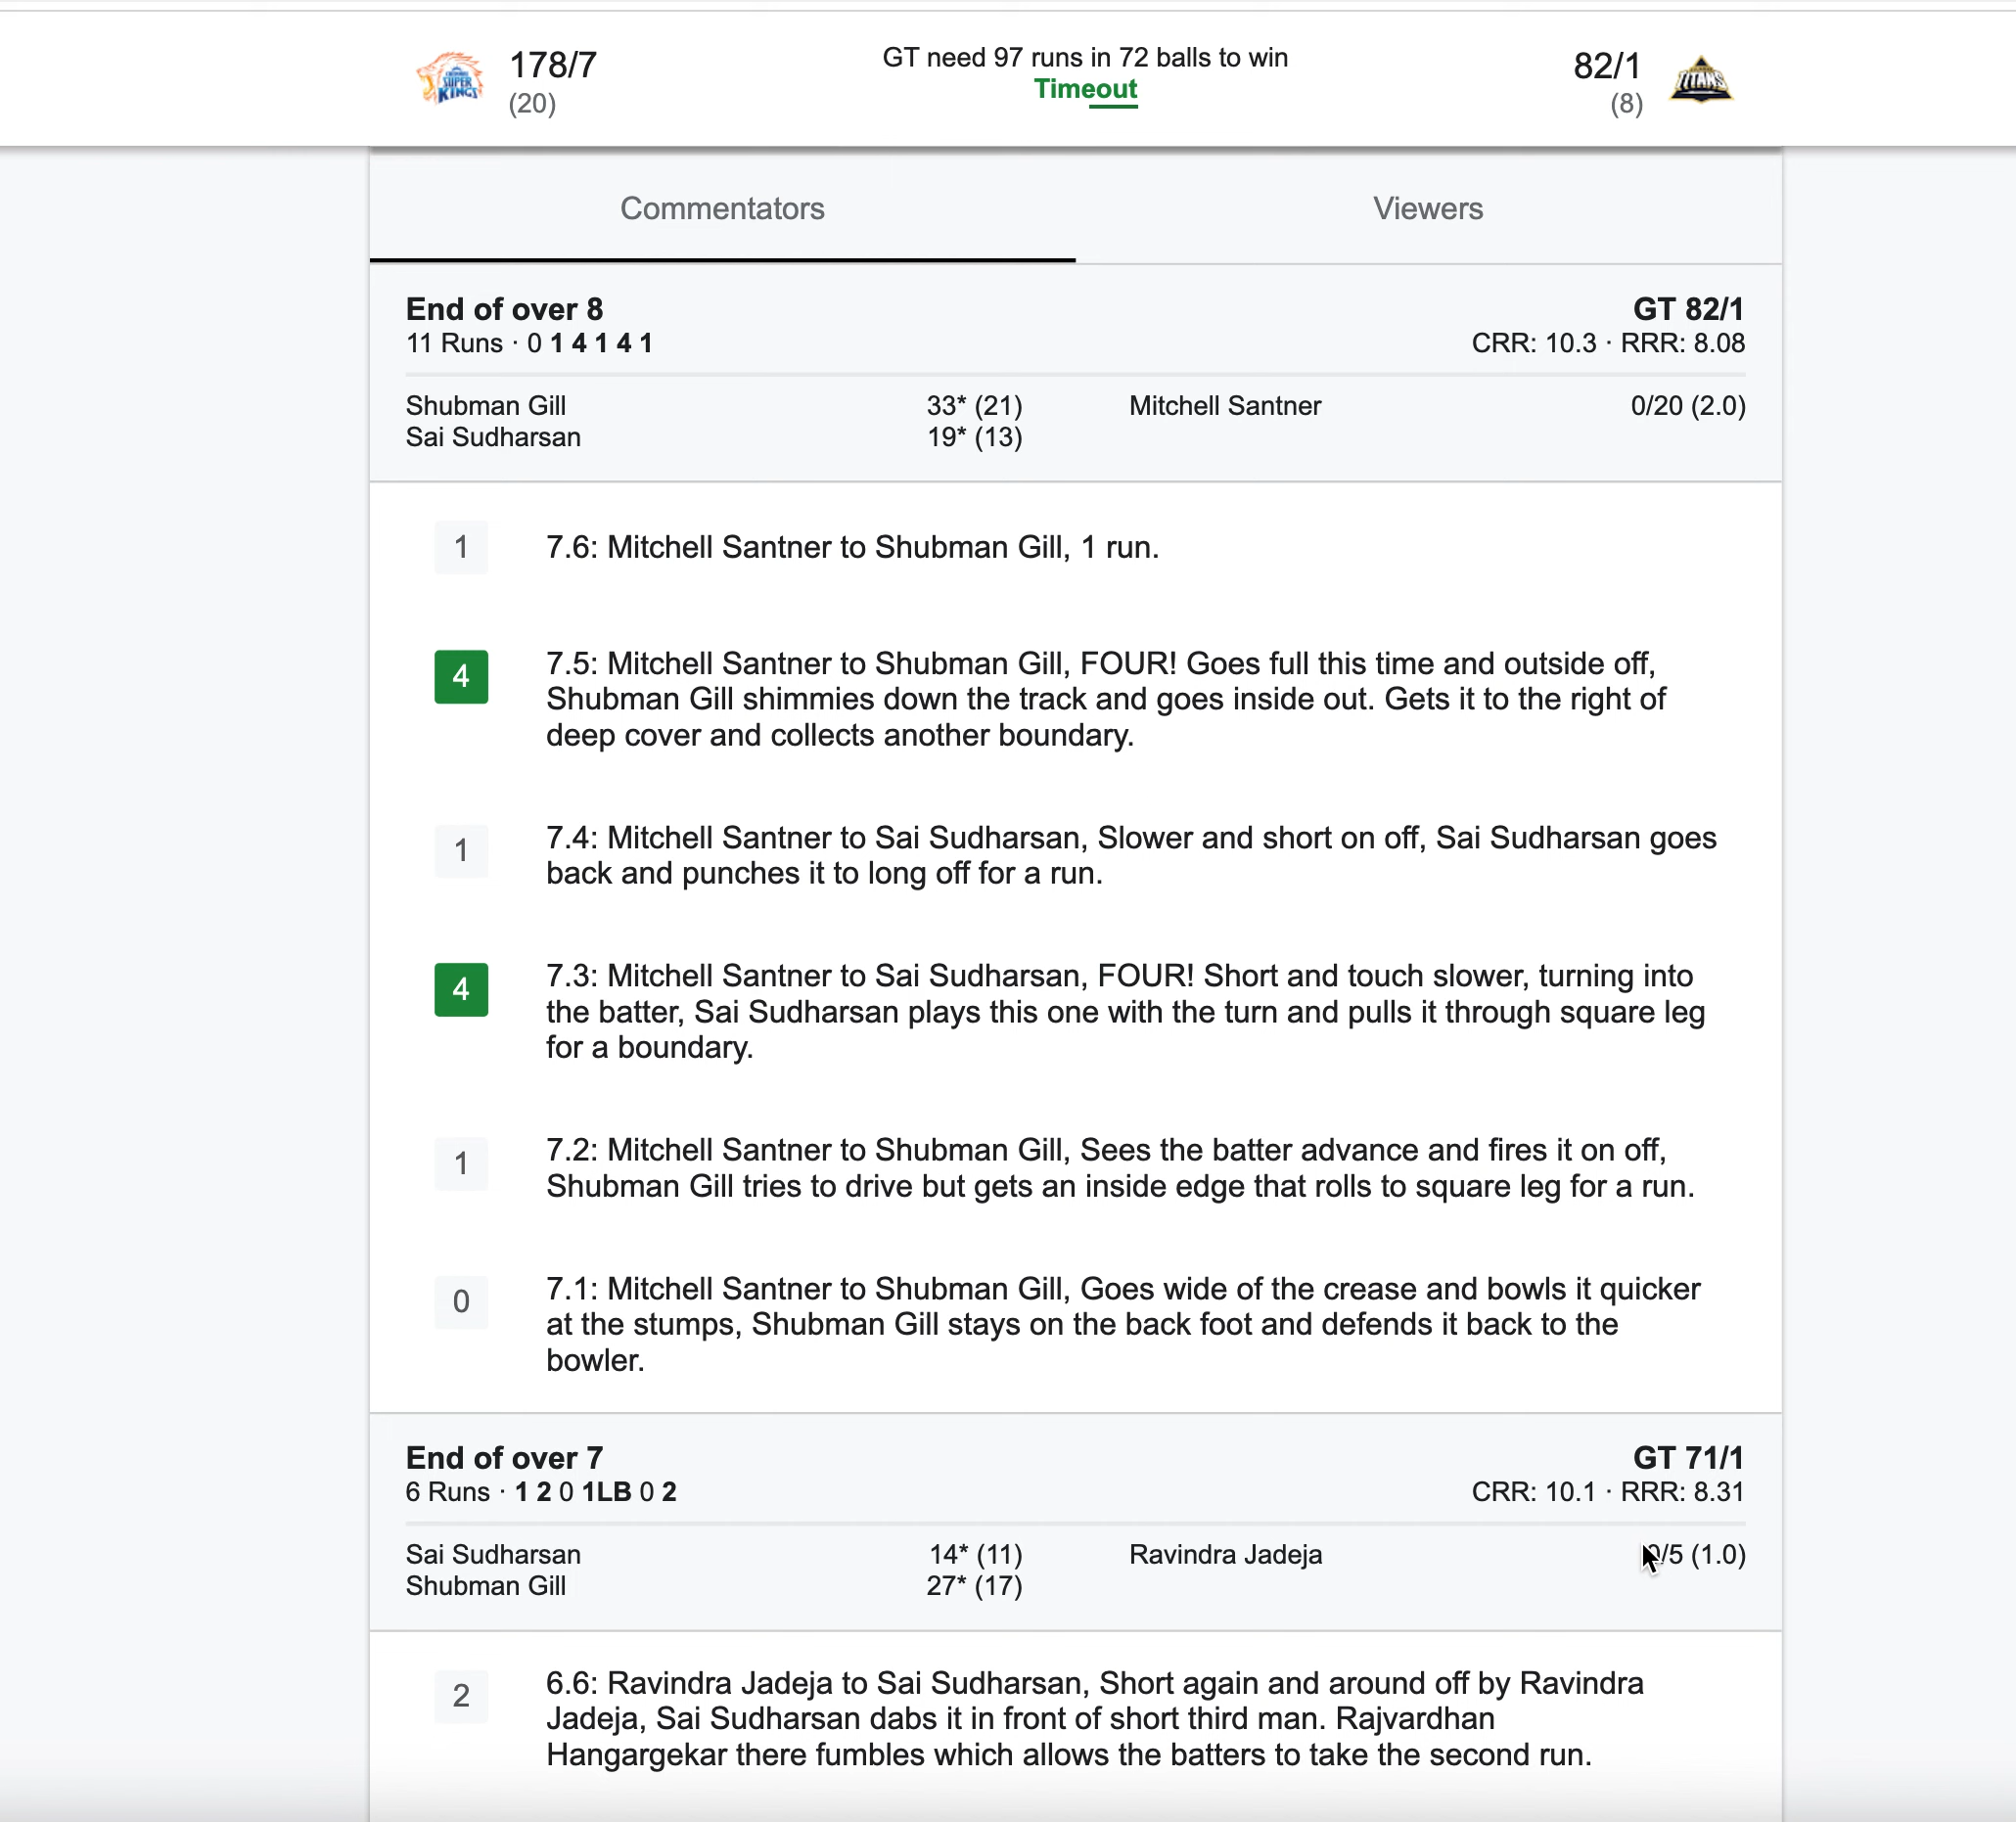 178/7
(20)
GT need 97 runs in 72 balls to win
Timeout
82/1
(8)
SUPER
KINGS
TITANS
Commentators
Viewers
End of over 8
GT 82/1
11 Runs · 0 1 4 1 4 1
CRR: 10.3 · RRR: 8.08
Shubman Gill 33* (21) Mitchell Santner 0/20 (2.0)
Sai Sudharsan 19* (13)
1 7.6: Mitchell Santner to Shubman Gill, 1 run.
4 7.5: Mitchell Santner to Shubman Gill, FOUR! Goes full this time and outside off,
Shubman Gill shimmies down the track and goes inside out. Gets it to the right of
deep cover and collects another boundary.
1 7.4: Mitchell Santner to Sai Sudharsan, Slower and short on off, Sai Sudharsan goes
back and punches it to long off for a run.
4 7.3: Mitchell Santner to Sai Sudharsan, FOUR! Short and touch slower, turning into
the batter, Sai Sudharsan plays this one with the turn and pulls it through square leg
for a boundary.
1 7.2: Mitchell Santner to Shubman Gill, Sees the batter advance and fires it on off,
Shubman Gill tries to drive but gets an inside edge that rolls to square leg for a run.
0 7.1: Mitchell Santner to Shubman Gill, Goes wide of the crease and bowls it quicker
at the stumps, Shubman Gill stays on the back foot and defends it back to the
bowler.
End of over 7
GT 71/1
6 Runs · 1 2 0 1LB 0 2
CRR: 10.1 · RRR: 8.31
Sai Sudharsan 14* (11) Ravindra Jadeja 0/5 (1.0)
Shubman Gill 27* (17)
2 6.6: Ravindra Jadeja to Sai Sudharsan, Short again and around off by Ravindra
Jadeja, Sai Sudharsan dabs it in front of short third man. Rajvardhan
Hangargekar there fumbles which allows the batters to take the second run.